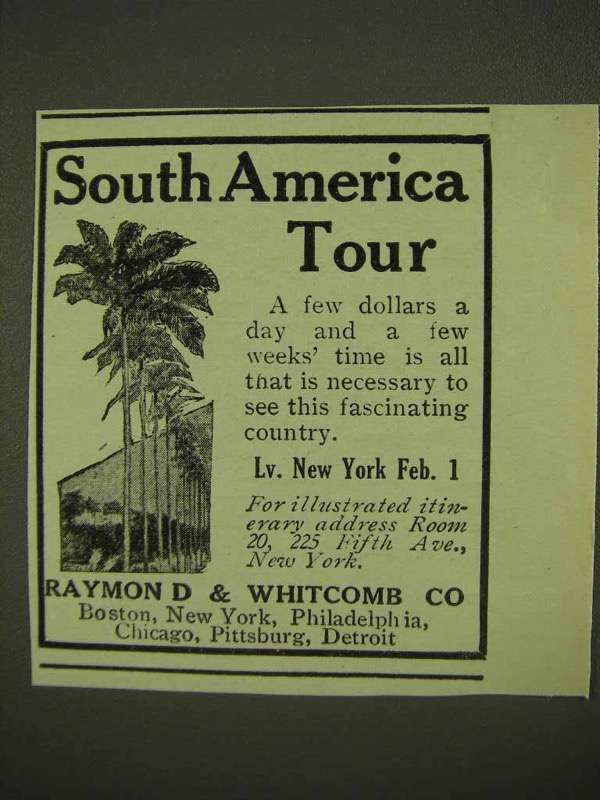 South America
Tour
A few dollars a
day and a few
weeks' time is all
that is necessary to
see this fascinating
country.
Lv. New York Feb. 1
For illustrated itin-
erary address Room
20, 225 Fifth Ave.,
New York.
RAYMOND & WHITCOMB CO
Boston, New York, Philadelphia,
Chicago, Pittsburg, Detroit